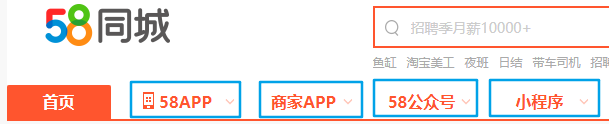 58同城
招聘季月薪10000+
鱼缸 淘宝美工 夜班 日结 带车司机 招聘
首页 58APP 商家APP 58公众号 小程序